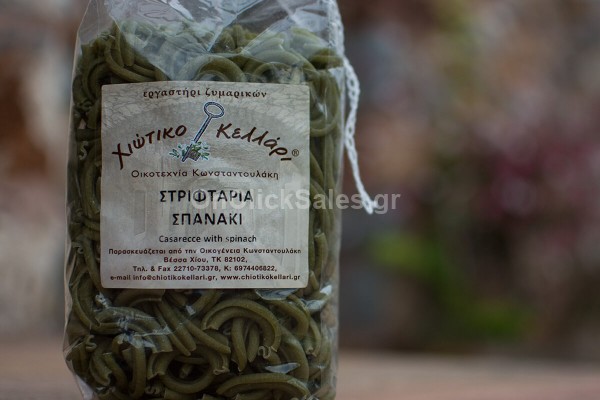 εργαστήρι ζυμαρικών
Χιώτικο Κελλάρι®
Οικοτεχνία Κωνσταντουλάκη
ΣΤΡΙΦΤΑΡΙΑ
OnClickSales.gr
ΣΠΑΝΑΚΙ
Casarecce with spinach
Παρασκευάζεται από την Οικογένεια Κωνσταντουλάκη
Βέσσα Χίου, ΤΚ 82102,
Τηλ. & Fax 22710-73378, Κ: 6974406822,
e-mail info@chiotikokellari.gr, www.chiotikokellari.gr